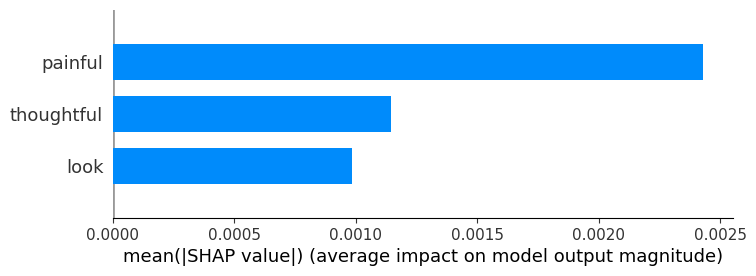 painful
thoughtful
look
0.0000 0.0005 0.0010 0.0015 0.0020 0.0025
mean(|SHAP value|) (average impact on model output magnitude)